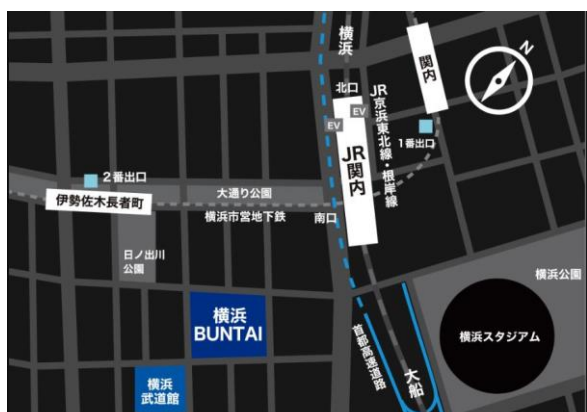 横浜
N
関内
北口
EV
EV
JR京浜東北線・根岸線
1番出口
JR関内
2番出口
伊勢佐木長者町
大通り公園
横浜市営地下鉄
南口
日ノ出川
公園
横浜公園
横浜
BUNTAI
横浜スタジアム
首都高速道路
大船
横浜
武道館